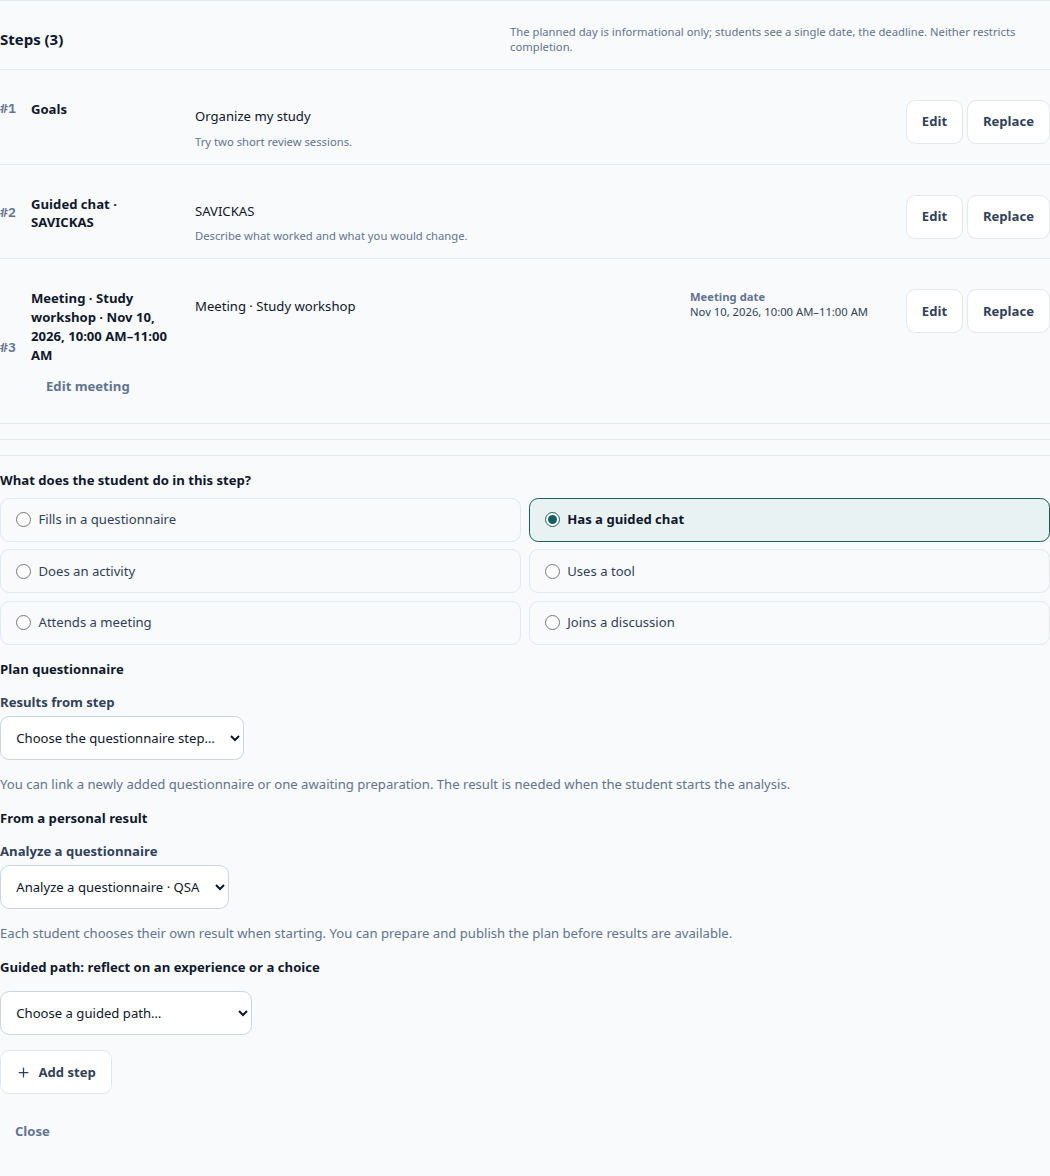 Steps (3)
The planned day is informational only; students see a single date, the deadline. Neither restricts
completion.
#1
Goals
Organize my study
Try two short review sessions.
Edit
Replace
#2
Guided chat ·
SAVICKAS
SAVICKAS
Describe what worked and what you would change.
Edit
Replace
#3
Meeting · Study
workshop · Nov 10,
2026, 10:00 AM–11:00
AM
Edit meeting
Meeting · Study workshop
Meeting date
Nov 10, 2026, 10:00 AM–11:00 AM
Edit
Replace
What does the student do in this step?
Fills in a questionnaire
Has a guided chat
Does an activity
Uses a tool
Attends a meeting
Joins a discussion
Plan questionnaire
Results from step
Choose the questionnaire step...
You can link a newly added questionnaire or one awaiting preparation. The result is needed when the student starts the analysis.
From a personal result
Analyze a questionnaire
Analyze a questionnaire · QSA
Each student chooses their own result when starting. You can prepare and publish the plan before results are available.
Guided path: reflect on an experience or a choice
Choose a guided path...
+ Add step
Close